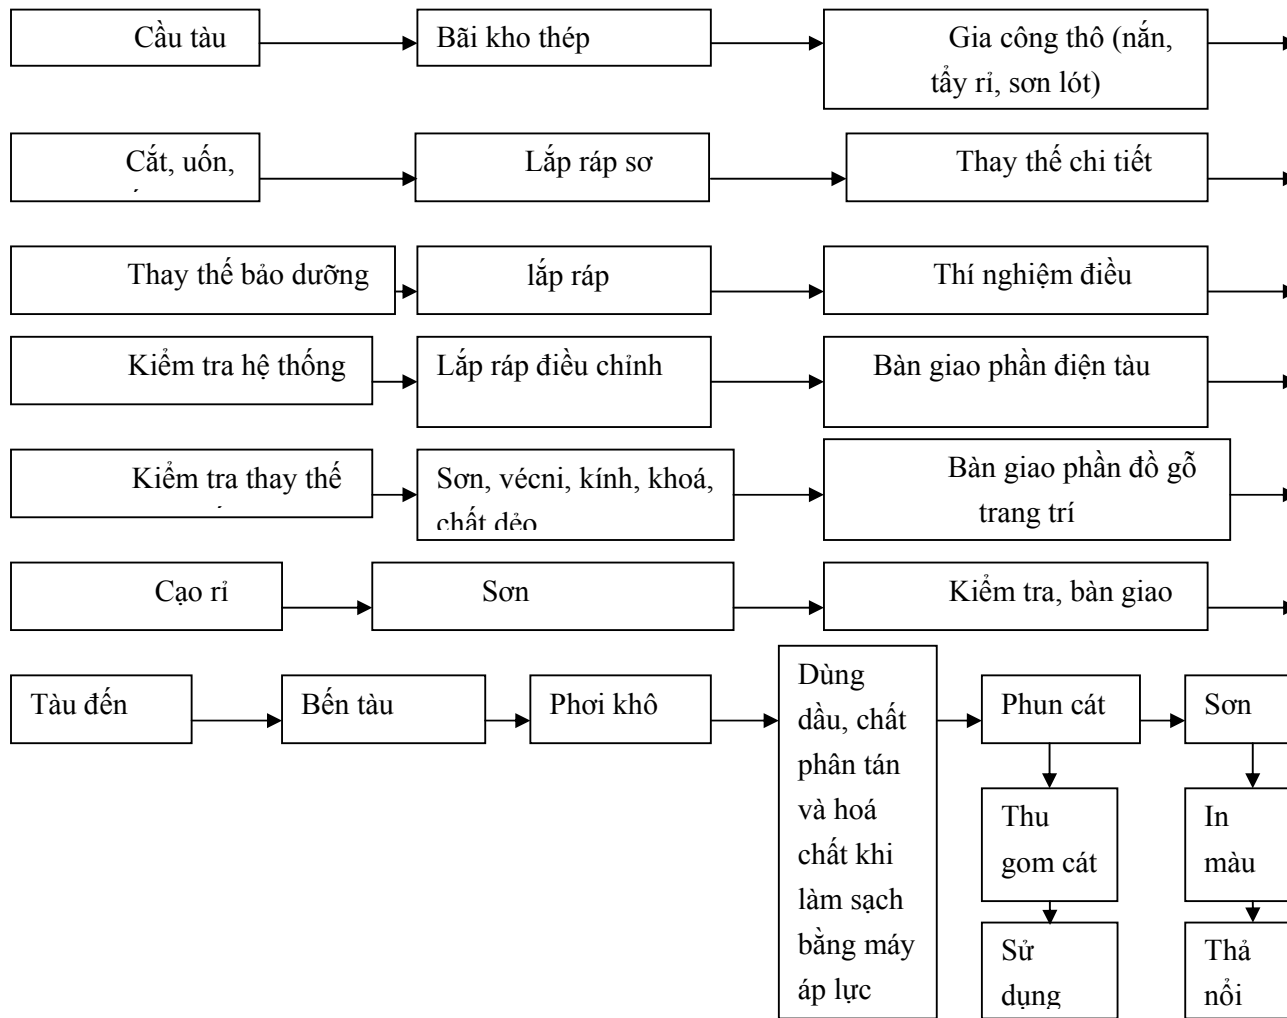 Cầu tàu
Bãi kho thép
Gia công thô (nắn,
tẩy rỉ, sơn lót)
Cắt, uốn,
Lắp ráp sơ
Thay thế chi tiết
Thay thế bảo dưỡng
lắp ráp
Thí nghiệm điều
Kiểm tra hệ thống
Lắp ráp điều chỉnh
Bàn giao phần điện tàu
Kiểm tra thay thế
Sơn, vécni, kính, khoá,
chất dẻo
Bàn giao phần đồ gỗ
trang trí
Cạo rỉ
Sơn
Kiểm tra, bàn giao
Tàu đến
Bến tàu
Phơi khô
Dùng
dầu, chất
phân tán
và hoá
chất khi
làm sạch
bằng máy
áp lực
Phun cát
Sơn
Thu
gom cát
In
màu
Sử
dụng
Thả
nổi